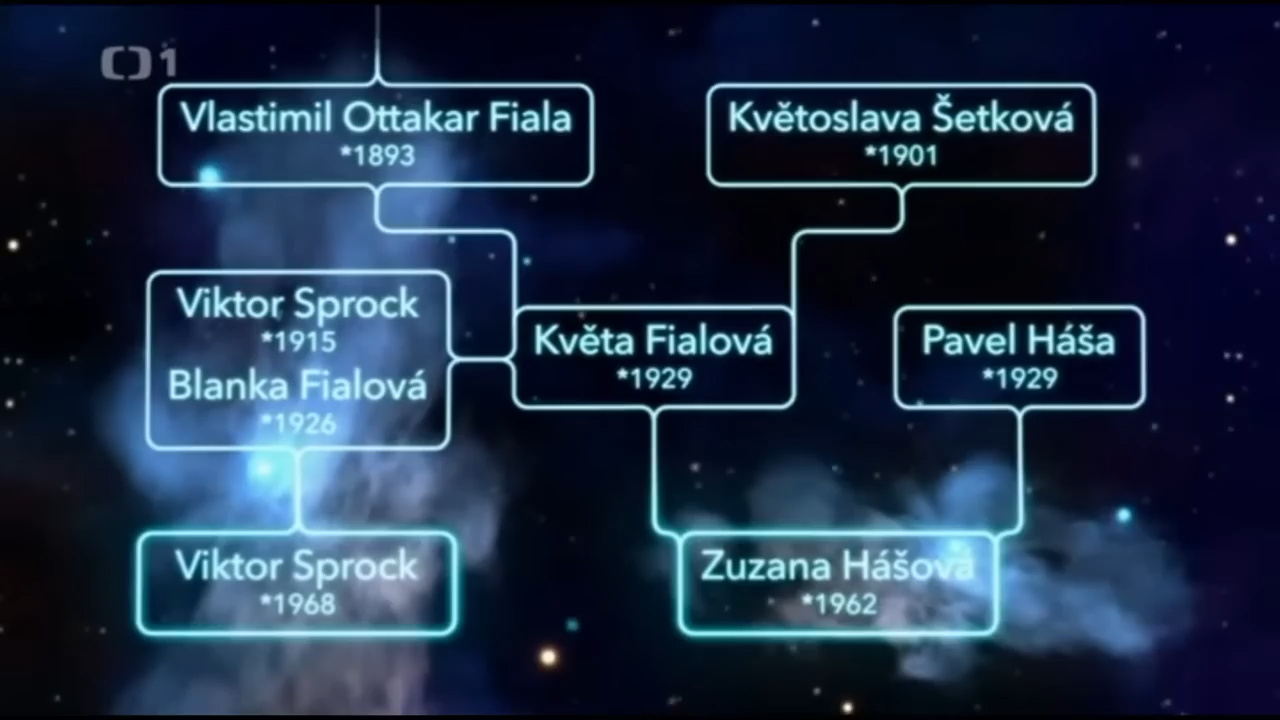 1
Vlastimil Ottakar Fiala
*1893
Květoslava Šetková
*1901
Viktor Sprock
*1915
Blanka Fialová
*1926
Květa Fialová
*1929
Pavel Háša
*1929
Viktor Sprock
*1968
Zuzana Hášová
*1962